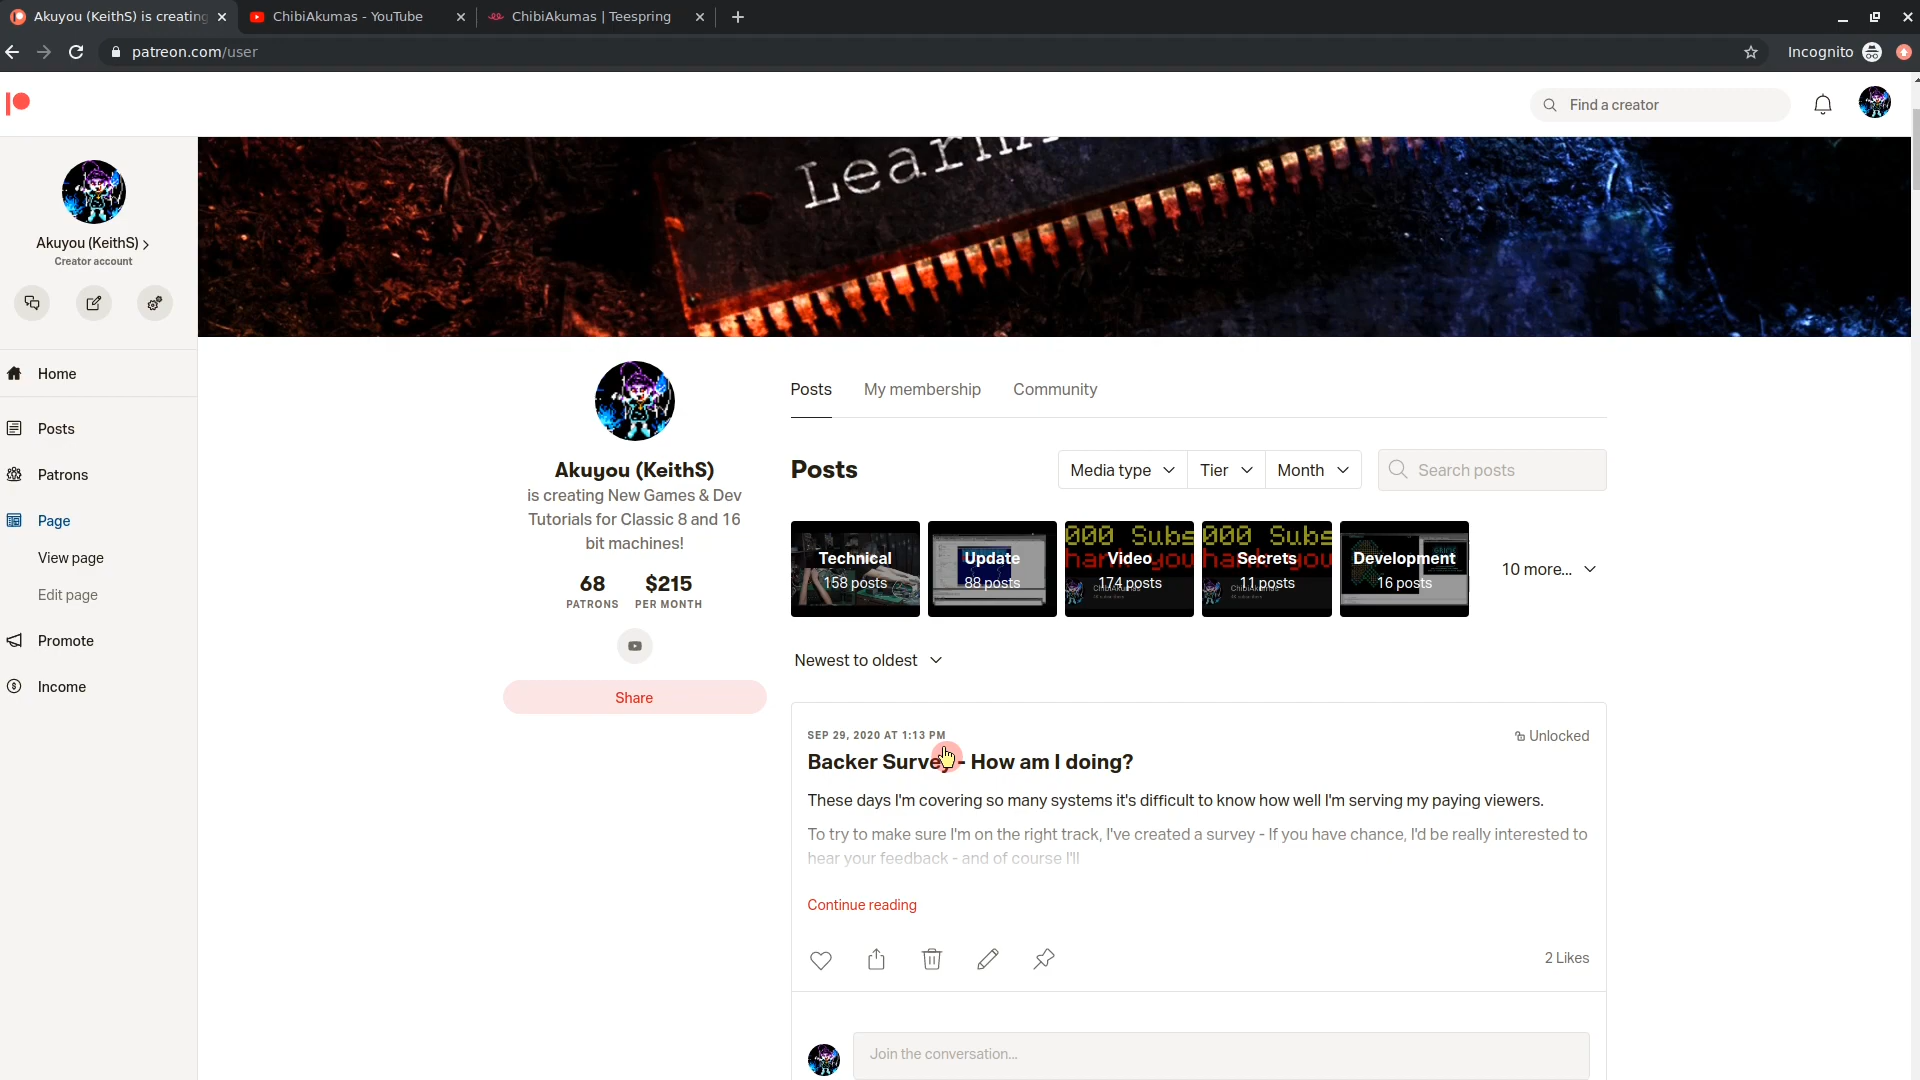 Akuyou (KeithS) is creating
ChibiAkumas - YouTube
ChibiAkumas | Teespring
patreon.com/user
Incognito
Find a creator
Learni
Akuyou (KeithS)
Creator account
Home
Posts
Patrons
Page
View page
Edit page
Promote
Income
Akuyou (KeithS)
is creating New Games & Dev
Tutorials for Classic 8 and 16
bit machines!
68 $215
PATRONS PER MONTH
Share
Posts My membership Community
Posts
Media type Tier Month Search posts
000 Subs 000 Subs
Technical Update Video Secrets Development
158 posts 88 posts 174 posts 11 posts 16 posts
10 more...
Newest to oldest
SEP 29, 2020 AT 1:13 PM
Unlocked
Backer Survey - How am I doing?
These days I'm covering so many systems it's difficult to know how well I'm serving my paying viewers.
To try to make sure I'm on the right track, I've created a survey - If you have chance, I'd be really interested to
hear your feedback - and of course I'll
Continue reading
2 Likes
Join the conversation...